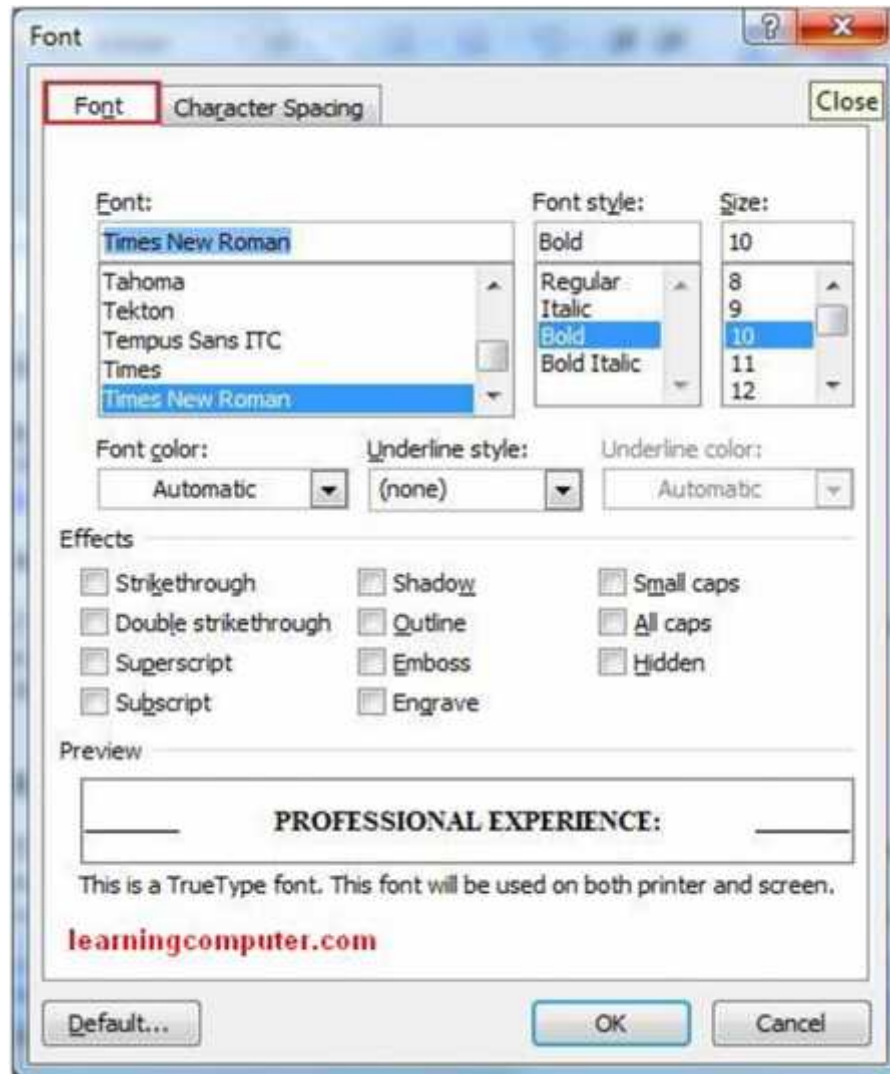 Font
Font Character Spacing Close
Font: Font style: Size:
Times New Roman Bold 10
Tahoma Regular 8
Tekton Italic 9
Tempus Sans ITC Bold 10
Times Bold Italic 11
Times New Roman 12
Font color: Underline style: Underline color:
Automatic (none) Automatic
Effects
Strikethrough Shadow Small caps
Double strikethrough Outline All caps
Superscript Emboss Hidden
Subscript Engrave
Preview
PROFESSIONAL EXPERIENCE:
This is a TrueType font. This font will be used on both printer and screen.
learningcomputer.com
Default... OK Cancel